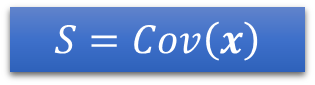 S = Cov(x)